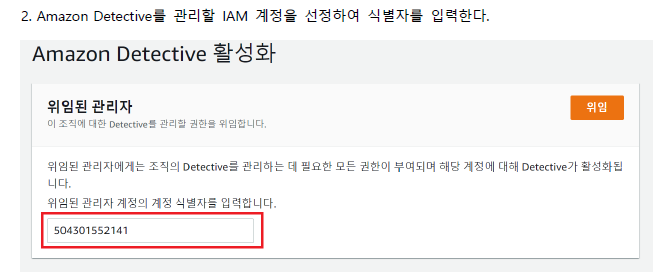 2. Amazon Detective를 관리할 IAM 계정을 선정하여 식별자를 입력한다.
Amazon Detective 활성화
위임된 관리자
위임
이 조직에 대한 Detective를 관리할 권한을 위임합니다.
위임된 관리자에게는 조직의 Detective를 관리하는 데 필요한 모든 권한이 부여되며 해당 계정에 대해 Detective가 활성화됩
니다.
위임된 관리자 계정의 계정 식별자를 입력합니다.
504301552141